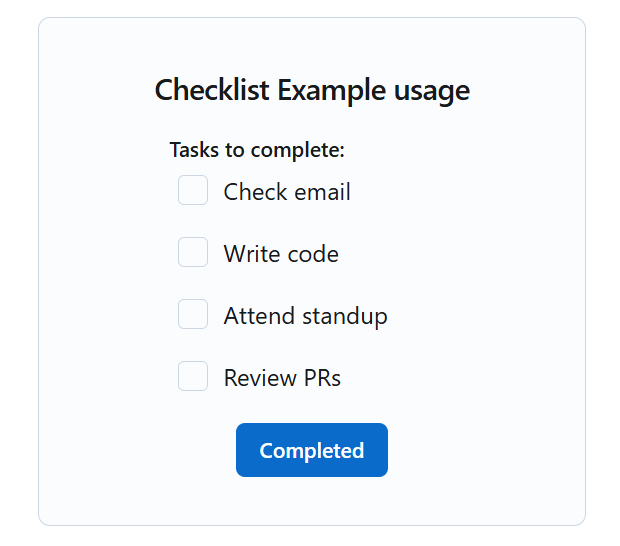 Checklist Example usage
Tasks to complete:
Check email
Write code
Attend standup
Review PRs
Completed